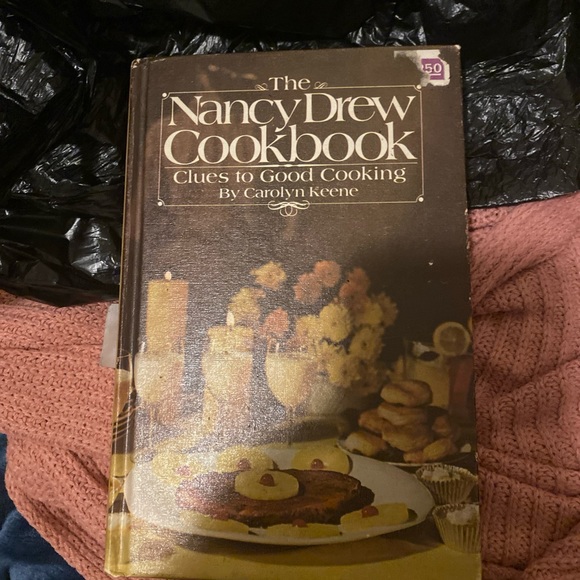 The
Nancy Drew
Cookbook
Clues to Good Cooking
By Carolyn Keene
50